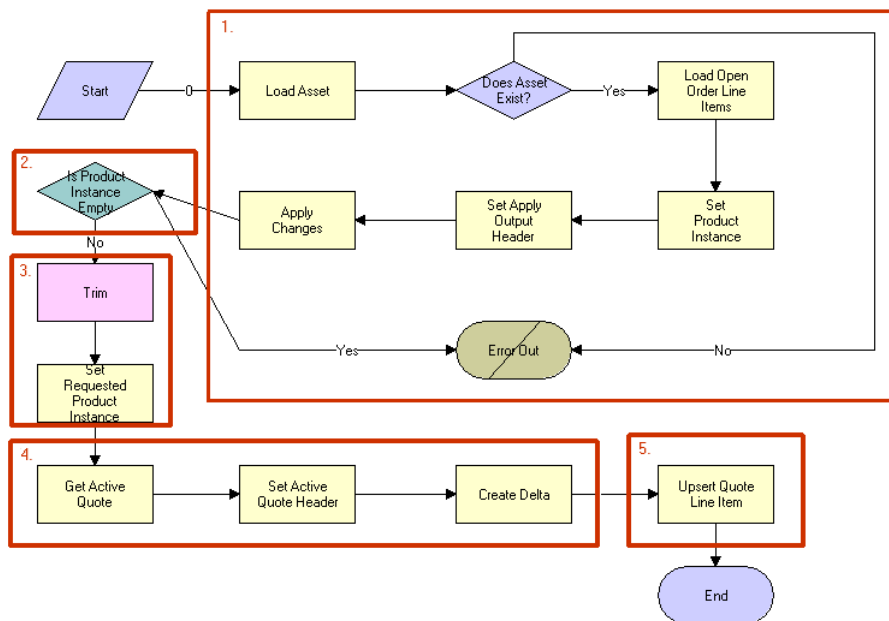 1.
Start
0
Load Asset
Does Asset
Exist?
Yes
Load Open
Order Line
Items
2.
Is Product
Instance
Empty
Apply
Changes
Set Apply
Output
Header
Set
Product
Instance
No
3.
Trim
Yes
Error Out
No
Set
Requested
Product
Instance
4.
Get Active
Quote
Set Active
Quote Header
Create Delta
5.
Upsert Quote
Line Item
End